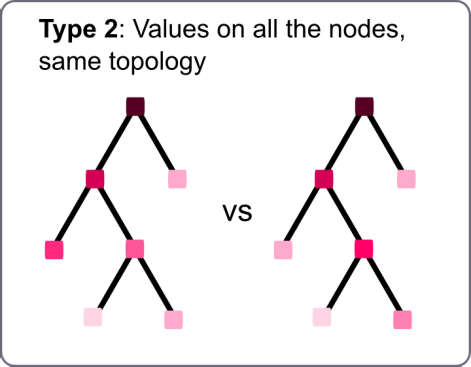 Type 2: Values on all the nodes,
same topology
vs